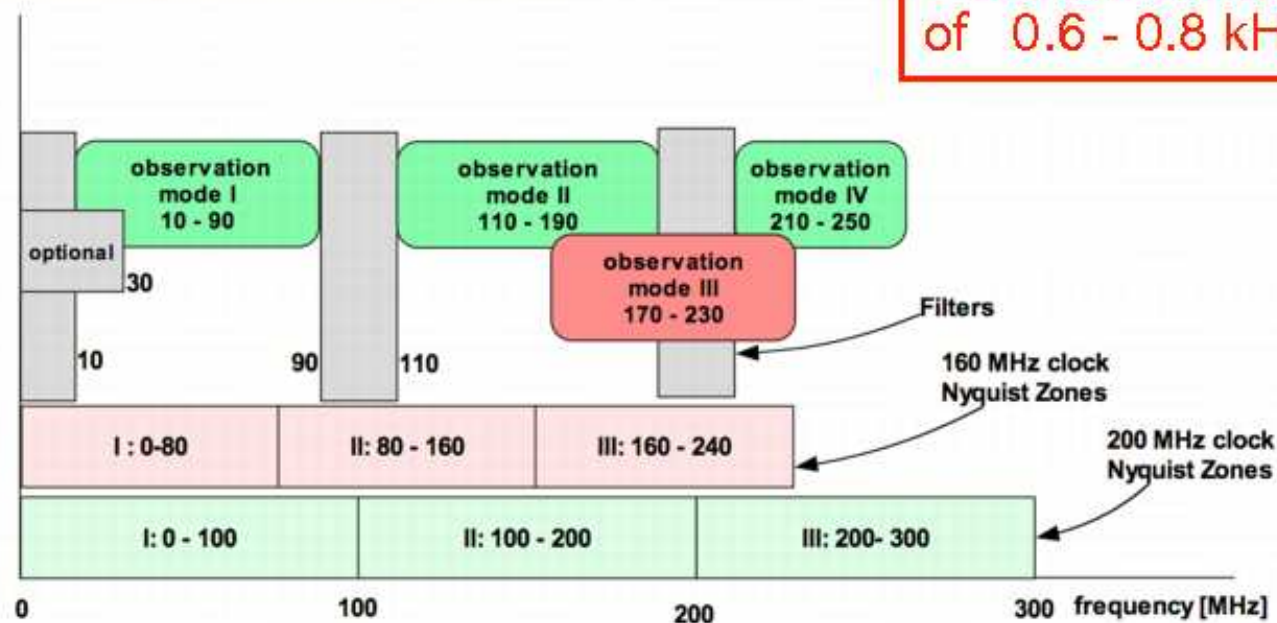 of 0.6 - 0.8 kH
observation
mode I
10 - 90
observation
mode II
110 - 190
observation
mode IV
210 - 250
optional
30
observation
mode III
170 - 230
Filters
10
90
110
160 MHz clock
Nyquist Zones
I : 0-80
II: 80 - 160
III: 160 - 240
200 MHz clock
Nyquist Zones
I: 0 - 100
II: 100 - 200
III: 200- 300
0
100
200
300
frequency [MHz]